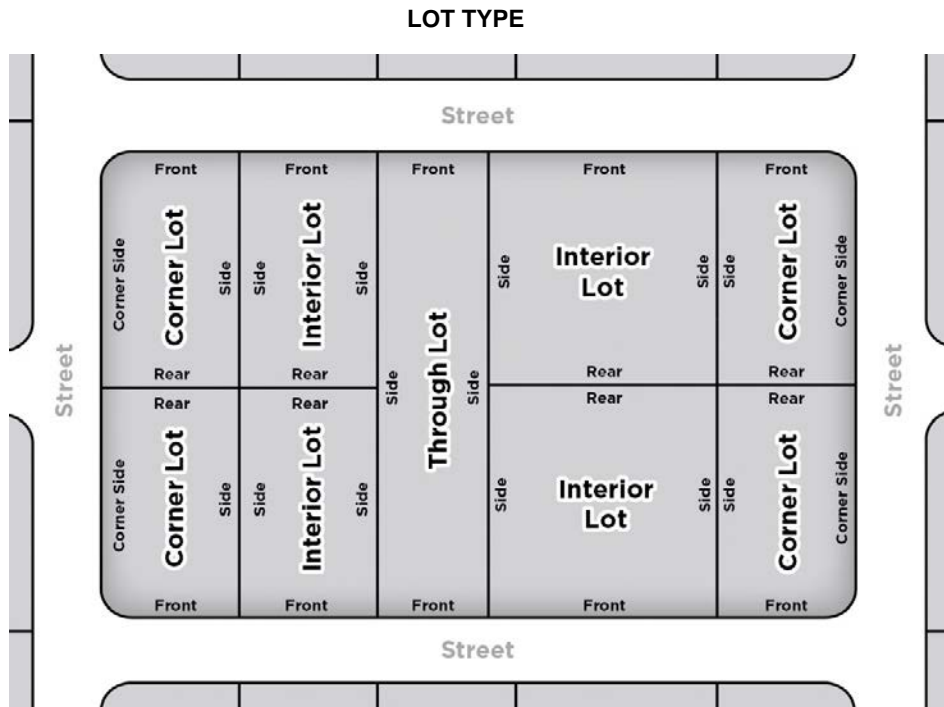 LOT TYPE
Street
Front
Front
Front
Front
Front
Corner Side
Corner Lot
Side
Side
Interior Lot
Side
Side
Interior
Lot
Side
Side
Corner Lot
Corner Side
Rear
Rear
Rear
Rear
Street
Side
Through Lot
Side
Street
Rear
Rear
Rear
Rear
Corner Side
Corner Lot
Side
Side
Interior Lot
Side
Side
Interior
Lot
Side
Side
Corner Lot
Corner Side
Front
Front
Front
Front
Front
Street